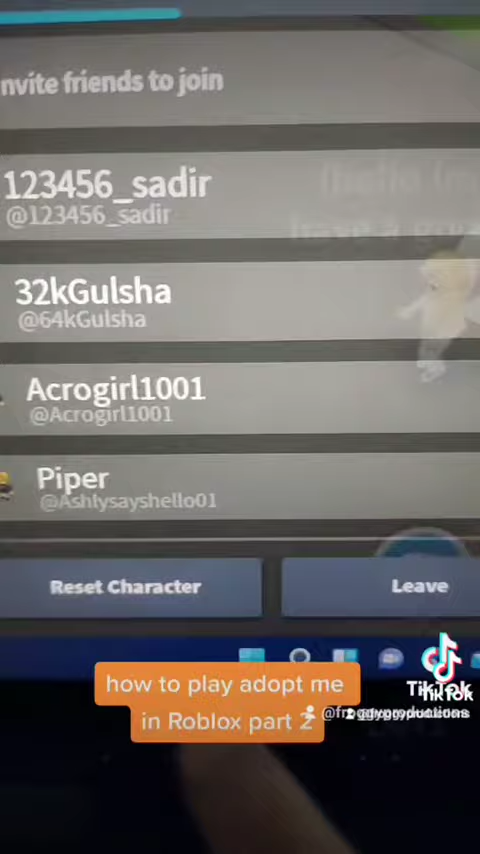 nvite friends to join
123456_sadir
@123456_sadir
32kGulsha
@64kGulsha
Acrogirl1001
@Acrogirl1001
Piper
@Ashlysayshello01
Reset Character
Leave
how to play adopt me
in Roblox part 2
TikTok